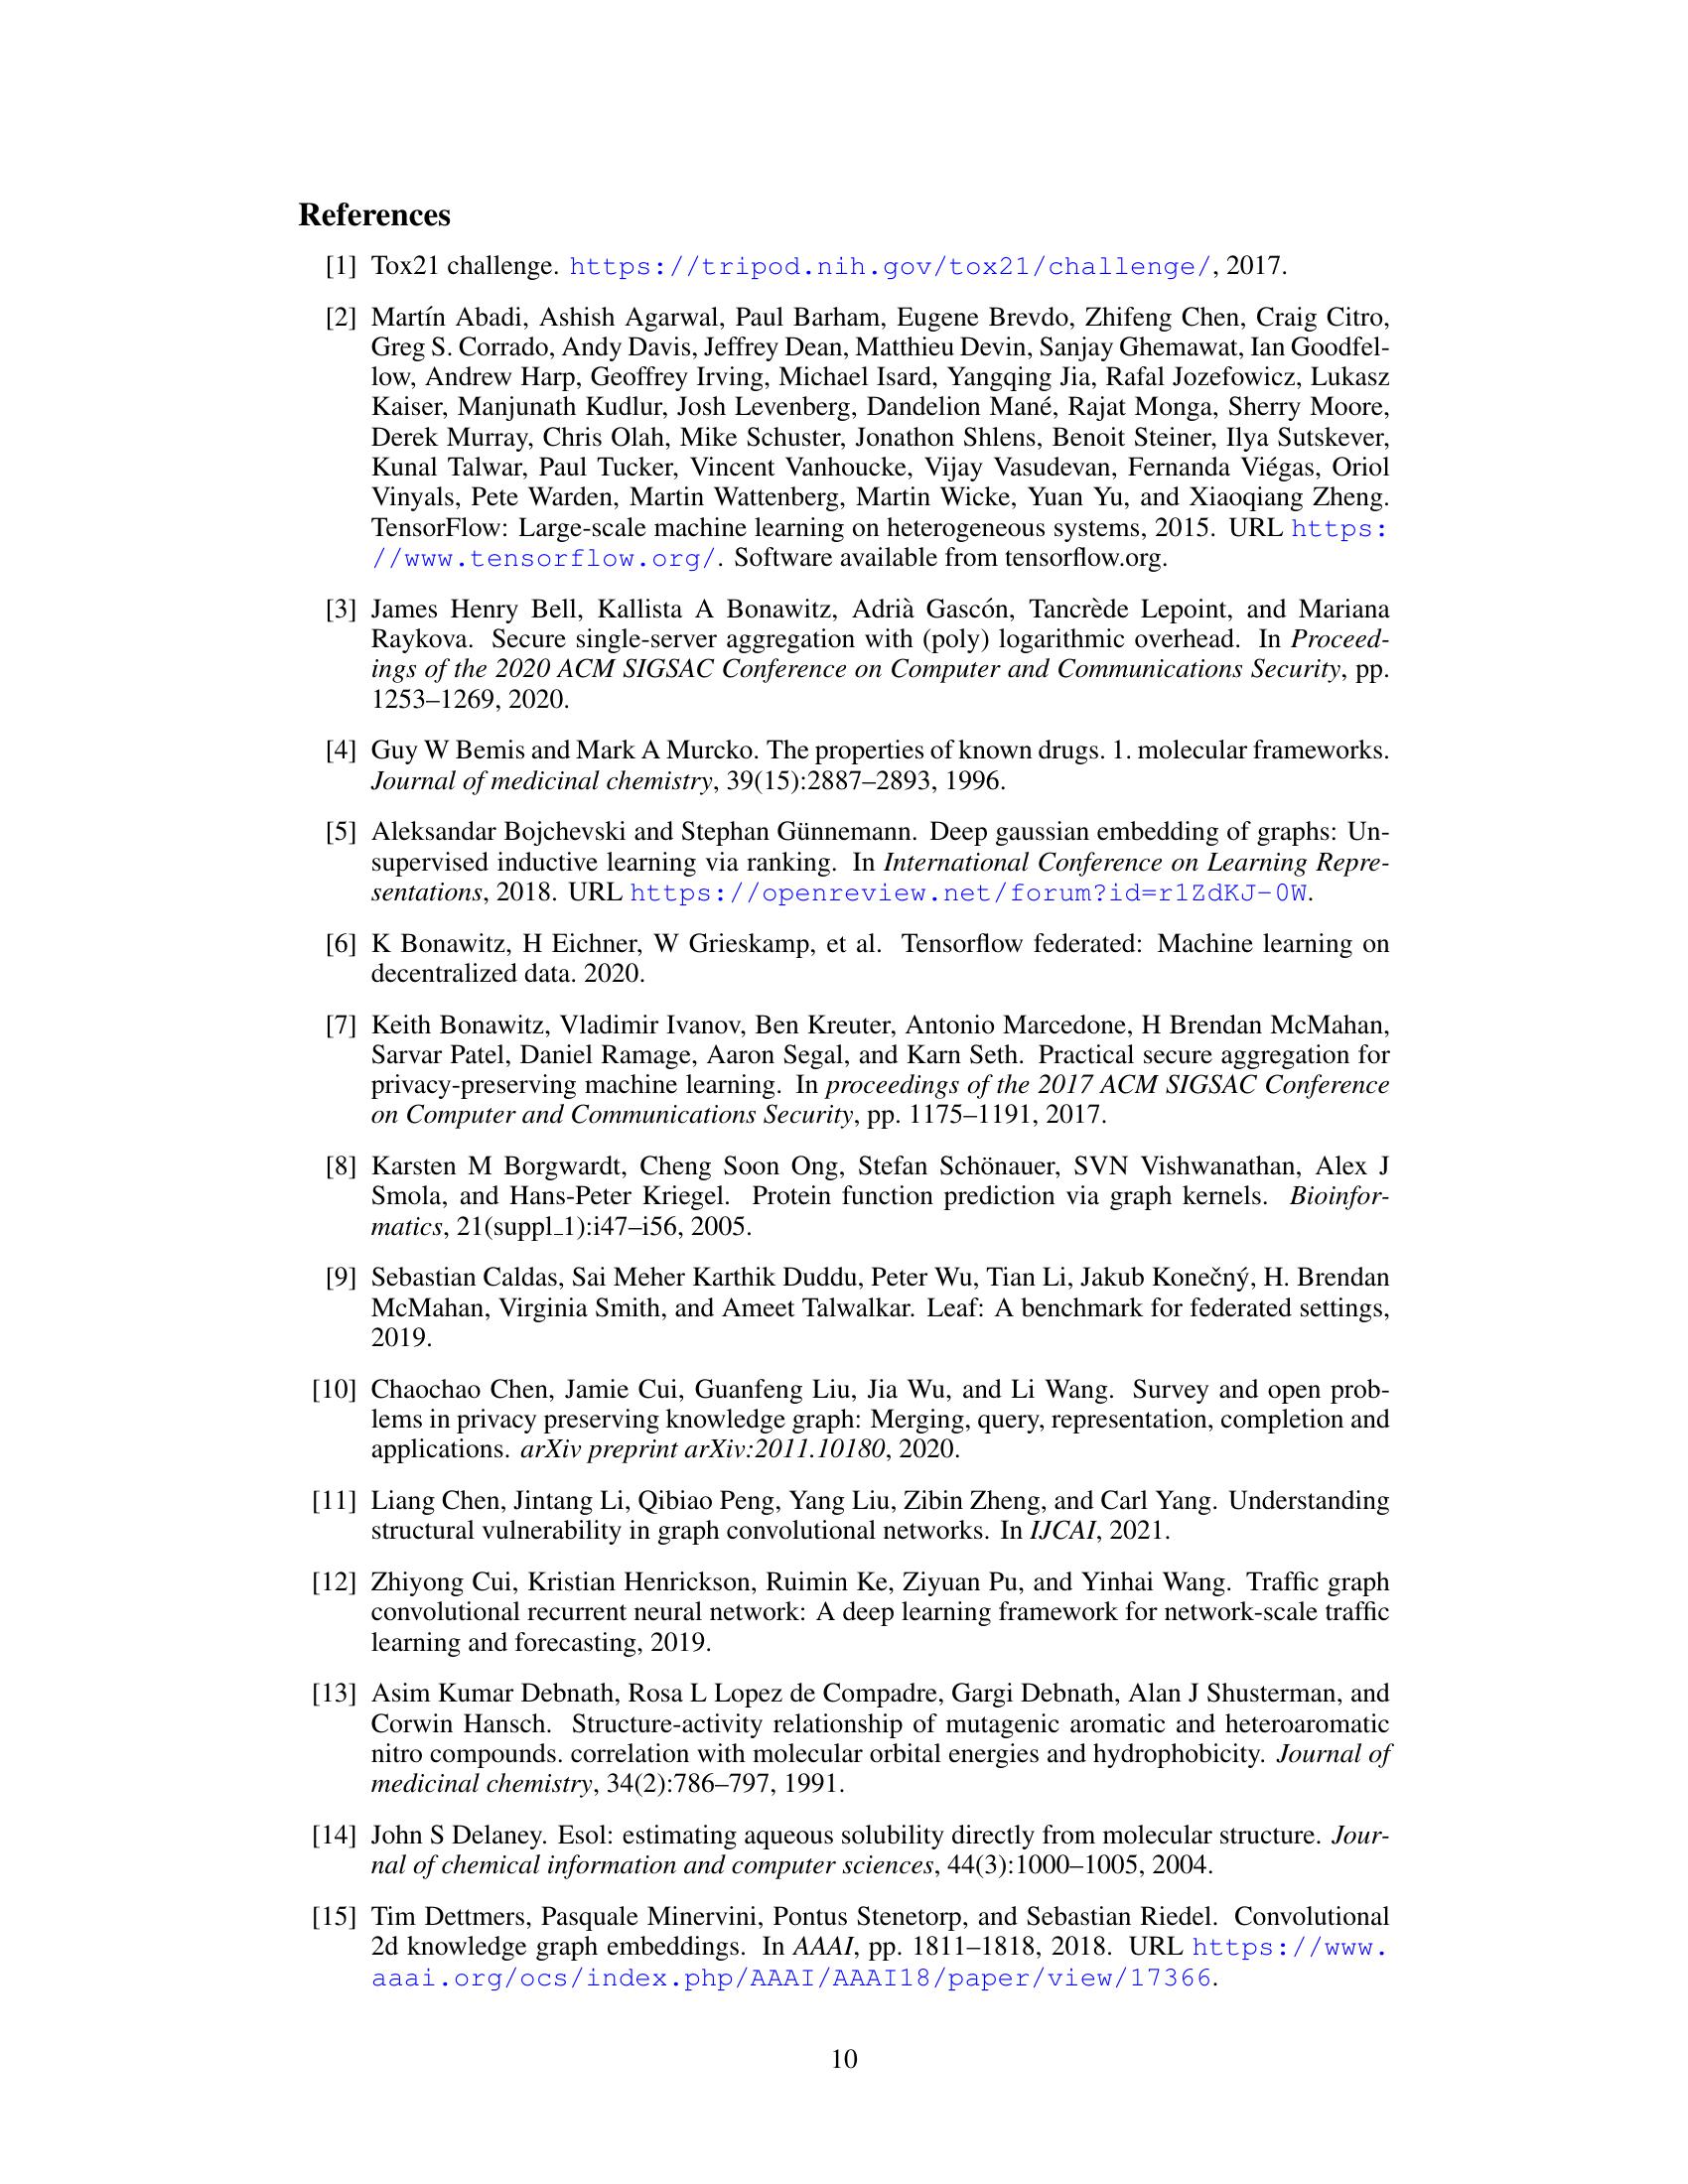 References
[1] Tox21 challenge. https://tripod.nih.gov/tox21/challenge/, 2017.
[2] Martín Abadi, Ashish Agarwal, Paul Barham, Eugene Brevdo, Zhifeng Chen, Craig Citro,
Greg S. Corrado, Andy Davis, Jeffrey Dean, Matthieu Devin, Sanjay Ghemawat, Ian Goodfel-
low, Andrew Harp, Geoffrey Irving, Michael Isard, Yangqing Jia, Rafal Jozefowicz, Lukasz
Kaiser, Manjunath Kudlur, Josh Levenberg, Dandelion Mané, Rajat Monga, Sherry Moore,
Derek Murray, Chris Olah, Mike Schuster, Jonathon Shlens, Benoit Steiner, Ilya Sutskever,
Kunal Talwar, Paul Tucker, Vincent Vanhoucke, Vijay Vasudevan, Fernanda Viégas, Oriol
Vinyals, Pete Warden, Martin Wattenberg, Martin Wicke, Yuan Yu, and Xiaoqiang Zheng.
TensorFlow: Large-scale machine learning on heterogeneous systems, 2015. URL https:
//www.tensorflow.org/. Software available from tensorflow.org.
[3] James Henry Bell, Kallista A Bonawitz, Adrià Gascón, Tancrède Lepoint, and Mariana
Raykova. Secure single-server aggregation with (poly) logarithmic overhead. In Proceed-
ings of the 2020 ACM SIGSAC Conference on Computer and Communications Security, pp.
1253–1269, 2020.
[4] Guy W Bemis and Mark A Murcko. The properties of known drugs. 1. molecular frameworks.
Journal of medicinal chemistry, 39(15):2887–2893, 1996.
[5] Aleksandar Bojchevski and Stephan Günnemann. Deep gaussian embedding of graphs: Un-
supervised inductive learning via ranking. In International Conference on Learning Repre-
sentations, 2018. URL https://openreview.net/forum?id=r1ZdKJ-0W.
[6] K Bonawitz, H Eichner, W Grieskamp, et al. Tensorflow federated: Machine learning on
decentralized data. 2020.
[7] Keith Bonawitz, Vladimir Ivanov, Ben Kreuter, Antonio Marcedone, H Brendan McMahan,
Sarvar Patel, Daniel Ramage, Aaron Segal, and Karn Seth. Practical secure aggregation for
privacy-preserving machine learning. In proceedings of the 2017 ACM SIGSAC Conference
on Computer and Communications Security, pp. 1175–1191, 2017.
[8] Karsten M Borgwardt, Cheng Soon Ong, Stefan Schönauer, SVN Vishwanathan, Alex J
Smola, and Hans-Peter Kriegel. Protein function prediction via graph kernels. Bioinfor-
matics, 21(suppl_1):i47–i56, 2005.
[9] Sebastian Caldas, Sai Meher Karthik Duddu, Peter Wu, Tian Li, Jakub Konečný, H. Brendan
McMahan, Virginia Smith, and Ameet Talwalkar. Leaf: A benchmark for federated settings,
2019.
[10] Chaochao Chen, Jamie Cui, Guanfeng Liu, Jia Wu, and Li Wang. Survey and open prob-
lems in privacy preserving knowledge graph: Merging, query, representation, completion and
applications. arXiv preprint arXiv:2011.10180, 2020.
[11] Liang Chen, Jintang Li, Qibiao Peng, Yang Liu, Zibin Zheng, and Carl Yang. Understanding
structural vulnerability in graph convolutional networks. In IJCAI, 2021.
[12] Zhiyong Cui, Kristian Henrickson, Ruimin Ke, Ziyuan Pu, and Yinhai Wang. Traffic graph
convolutional recurrent neural network: A deep learning framework for network-scale traffic
learning and forecasting, 2019.
[13] Asim Kumar Debnath, Rosa L Lopez de Compadre, Gargi Debnath, Alan J Shusterman, and
Corwin Hansch. Structure-activity relationship of mutagenic aromatic and heteroaromatic
nitro compounds. correlation with molecular orbital energies and hydrophobicity. Journal of
medicinal chemistry, 34(2):786–797, 1991.
[14] John S Delaney. Esol: estimating aqueous solubility directly from molecular structure. Jour-
nal of chemical information and computer sciences, 44(3):1000–1005, 2004.
[15] Tim Dettmers, Pasquale Minervini, Pontus Stenetorp, and Sebastian Riedel. Convolutional
2d knowledge graph embeddings. In AAAI, pp. 1811–1818, 2018. URL https://www.
aaai.org/ocs/index.php/AAAI/AAAI18/paper/view/17366.
10